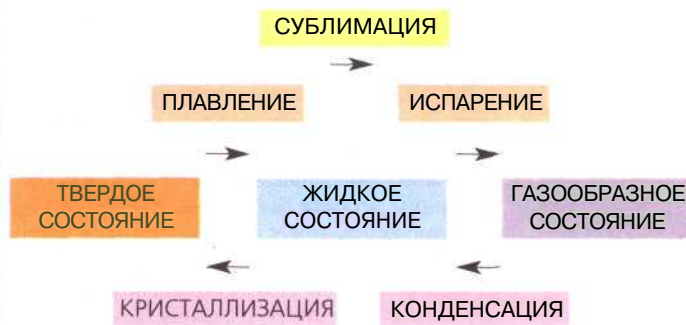 СУБЛИМАЦИЯ
ПЛАВЛЕНИЕ
ИСПАРЕНИЕ
ТВЕРДОЕ
СОСТОЯНИЕ
ЖИДКОЕ
СОСТОЯНИЕ
ГАЗООБРАЗНОЕ
СОСТОЯНИЕ
КРИСТАЛЛИЗАЦИЯ
КОНДЕНСАЦИЯ